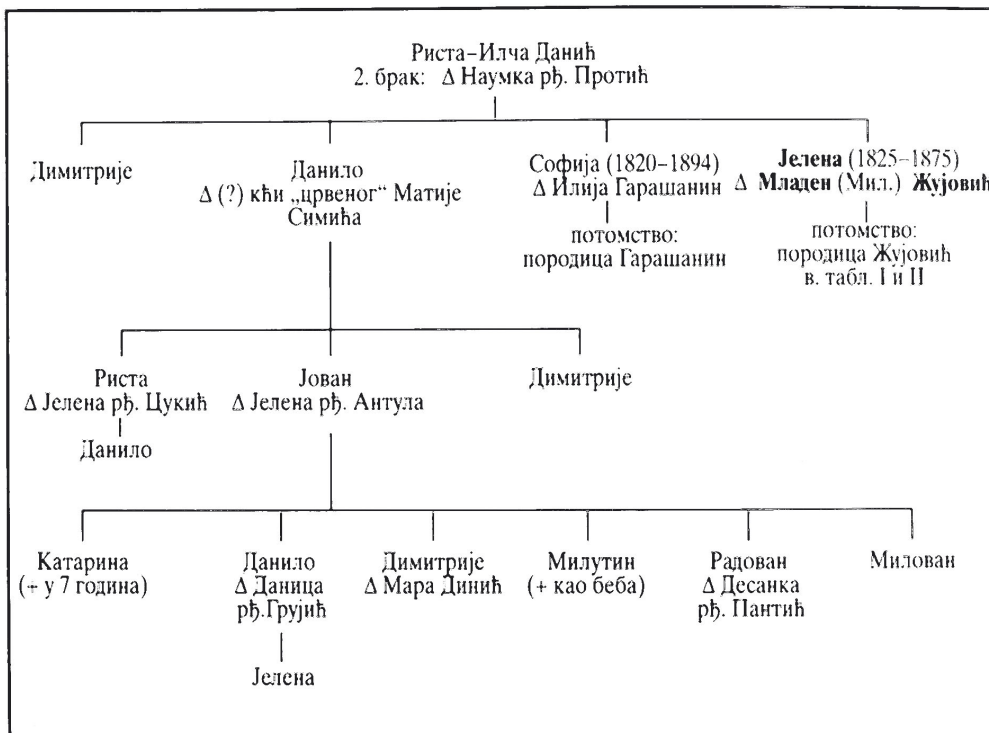 Риста-Илча Данић
2. брак: Δ Наумка рђ. Протић
Димитрије
Данило
Δ (?) кћи „црвеног“ Матије
Симића
Софија (1820–1894)
Δ Илија Гарашанин
потомство:
породица Гарашанин
Јелена (1825–1875)
Δ Младен (Мил.) Жујовић
потомство:
породица Жујовић
в. табл. I и II
Риста
Δ Јелена рђ. Цукић
Данило
Јован
Δ Јелена рђ. Антула
Димитрије
Катарина
(+ у 7 година)
Данило
Δ Даница
рђ.Грујић
Јелена
Димитрије
Δ Мара Динић
Милутин
(+ као беба)
Радован
Δ Десанка
рђ. Пантић
Милован